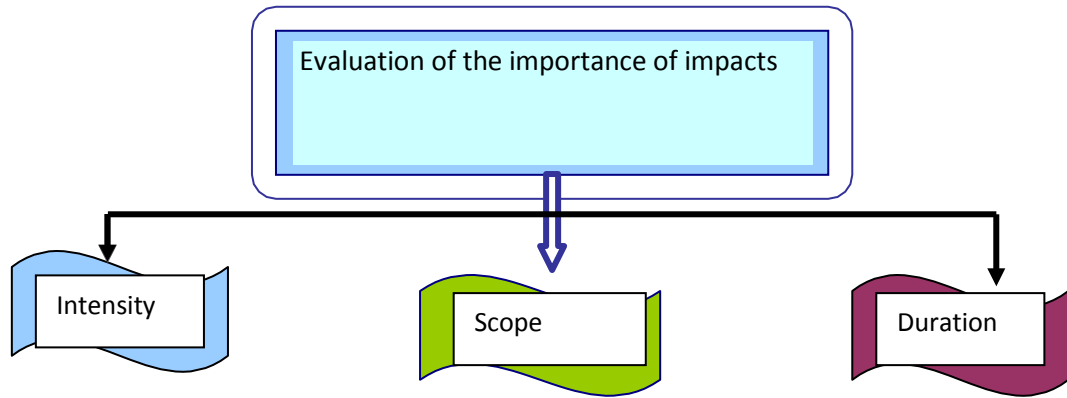 Evaluation of the importance of impacts
Intensity
Scope
Duration